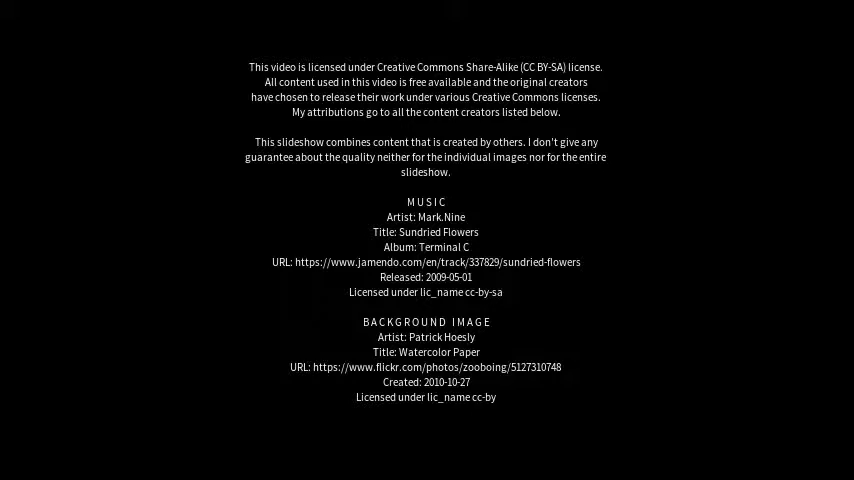 This video is licensed under Creative Commons Share-Alike (CC BY-SA) license.
All content used in this video is free available and the original creators
have chosen to release their work under various Creative Commons licenses.
My attributions go to all the content creators listed below.
This slideshow combines content that is created by others. I don't give any
guarantee about the quality neither for the individual images nor for the entire
slideshow.
M U S I C
Artist: Mark.Nine
Title: Sundried Flowers
Album: Terminal C
URL: https://www.jamendo.com/en/track/337829/sundried-flowers
Released: 2009-05-01
Licensed under lic_name cc-by-sa
B A C K G R O U N D   I M A G E
Artist: Patrick Hoesly
Title: Watercolor Paper
URL: https://www.flickr.com/photos/zooboing/5127310748
Created: 2010-10-27
Licensed under lic_name cc-by